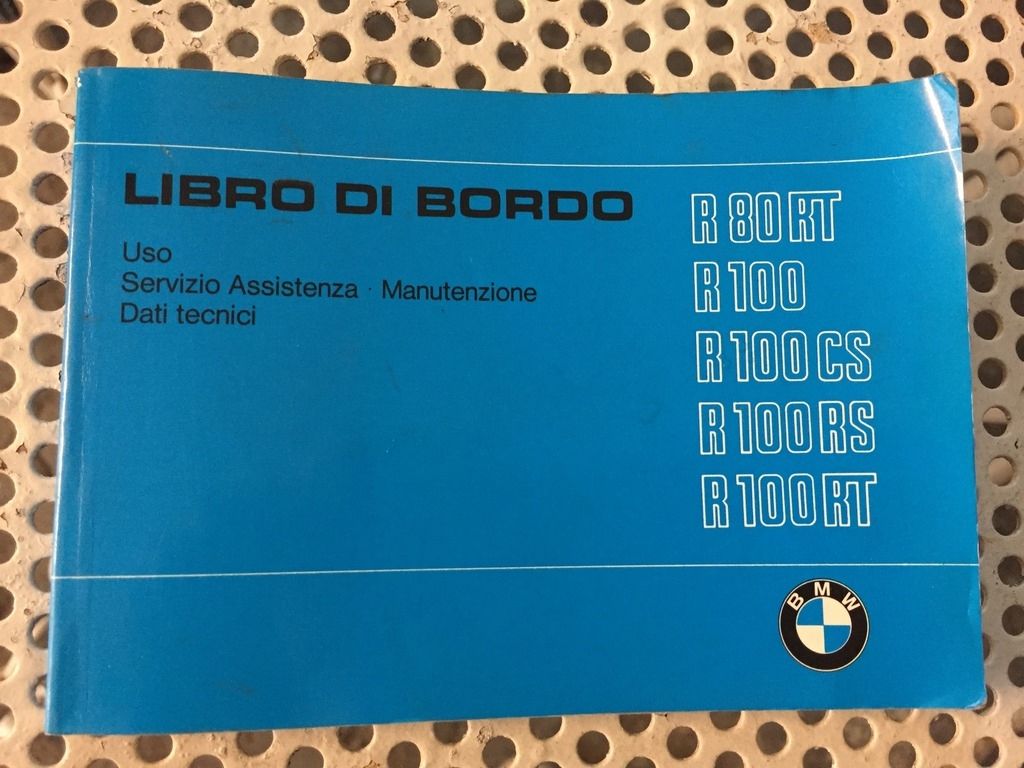 LIBRO DI BORDO
Uso
Servizio Assistenza · Manutenzione
Dati tecnici
R 80 RT
R 100
R 100 CS
R 100 RS
R 100 RT
BMW